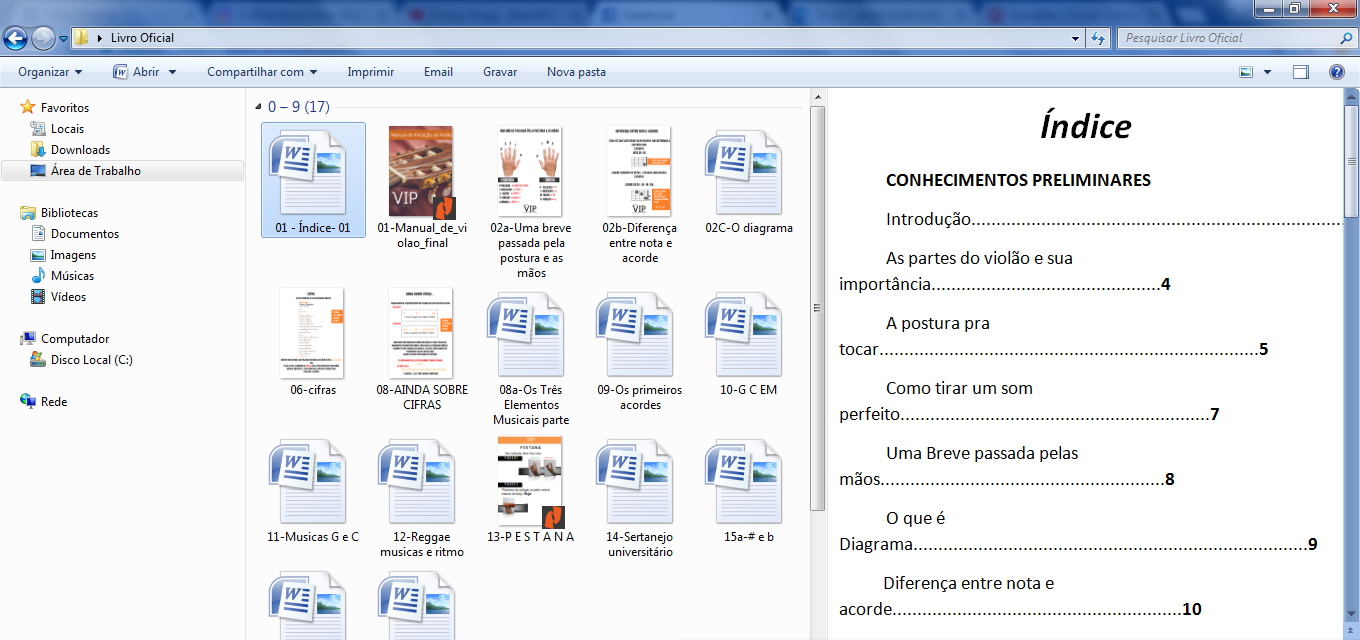 Livro Oficial
Pesquisar Livro Oficial
Organizar
Abrir
Compartilhar com
Imprimir
Email
Gravar
Nova pasta
Favoritos
Locais
Downloads
Área de Trabalho
Bibliotecas
Documentos
Imagens
Músicas
Vídeos
Computador
Disco Local (C:)
Rede
0 – 9 (17)
01 - Índice- 01
VIP
01-Manual_de_vi
olao_final
VIP
02a-Uma breve
passada pela
postura e as
mãos
VIP
02b-Diferença
entre nota e
acorde
02C-O diagrama
06-cifras
08-AINDA SOBRE
CIFRAS
08a-Os Três
Elementos
Musicais parte
09-Os primeiros
acordes
10-G C EM
11-Musicas G e C
12-Reggae
musicas e ritmo
PESTANA
13-P E S T A N A
14-Sertanejo
universitário
15a-# e b
Índice
CONHECIMENTOS PRELIMINARES
Introdução....................................................................................
As partes do violão e sua
importância..............................................4
A postura pra
tocar............................................................................5
Como tirar um som
perfeito..............................................................7
Uma Breve passada pelas
mãos.........................................................8
O que é
Diagrama...............................................................................9
Diferença entre nota e
acorde..........................................................10